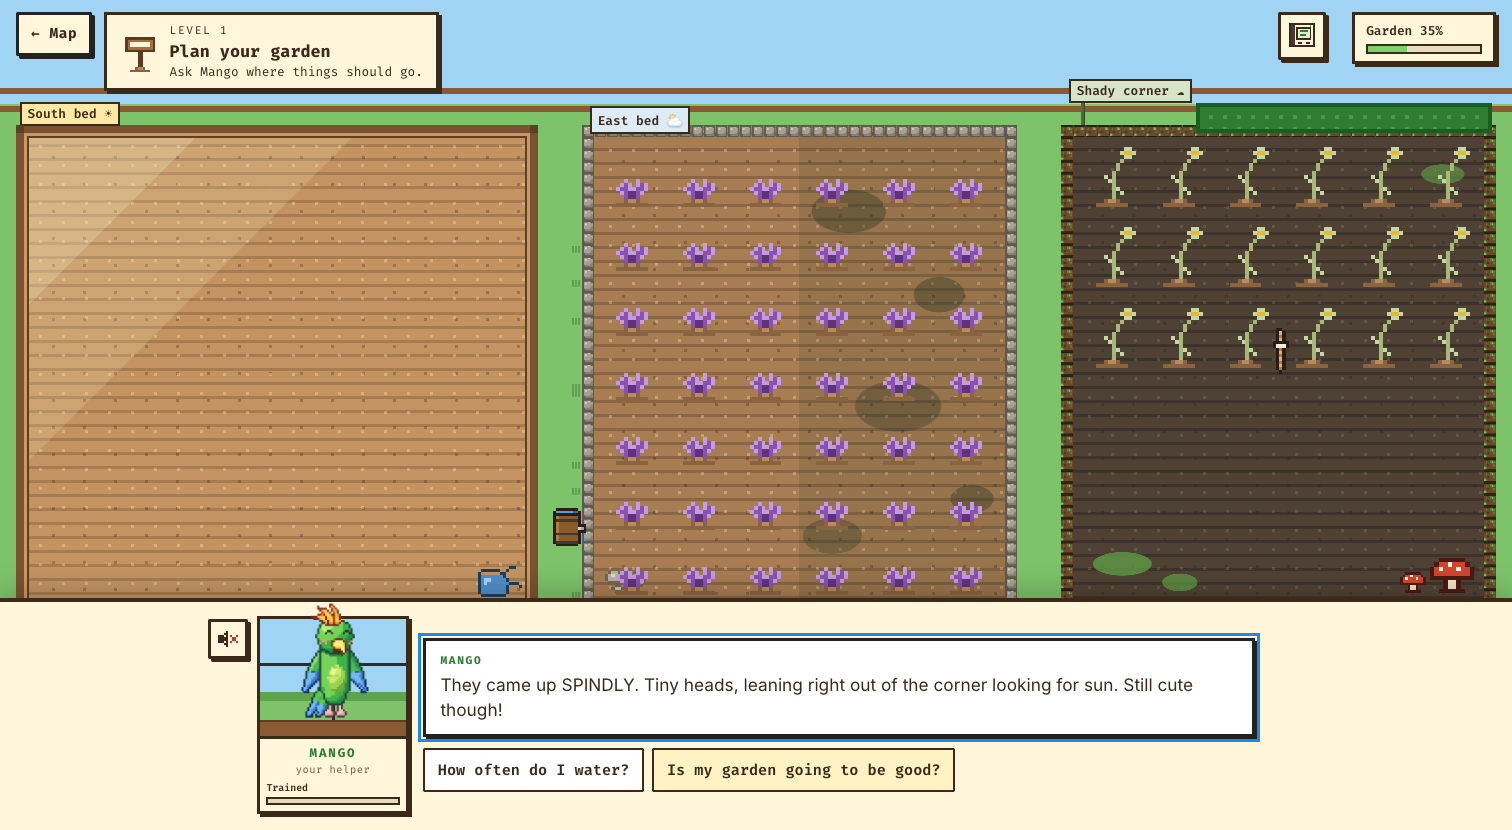 ← Map
LEVEL 1
Plan your garden
Ask Mango where things should go.
Garden 35%
Shady corner ☁
South bed ☀
East bed ⛅
MANGO
They came up SPINDLY. Tiny heads, leaning right out of the corner looking for sun. Still cute
though!
MANGO
your helper
Trained
How often do I water?
Is my garden going to be good?